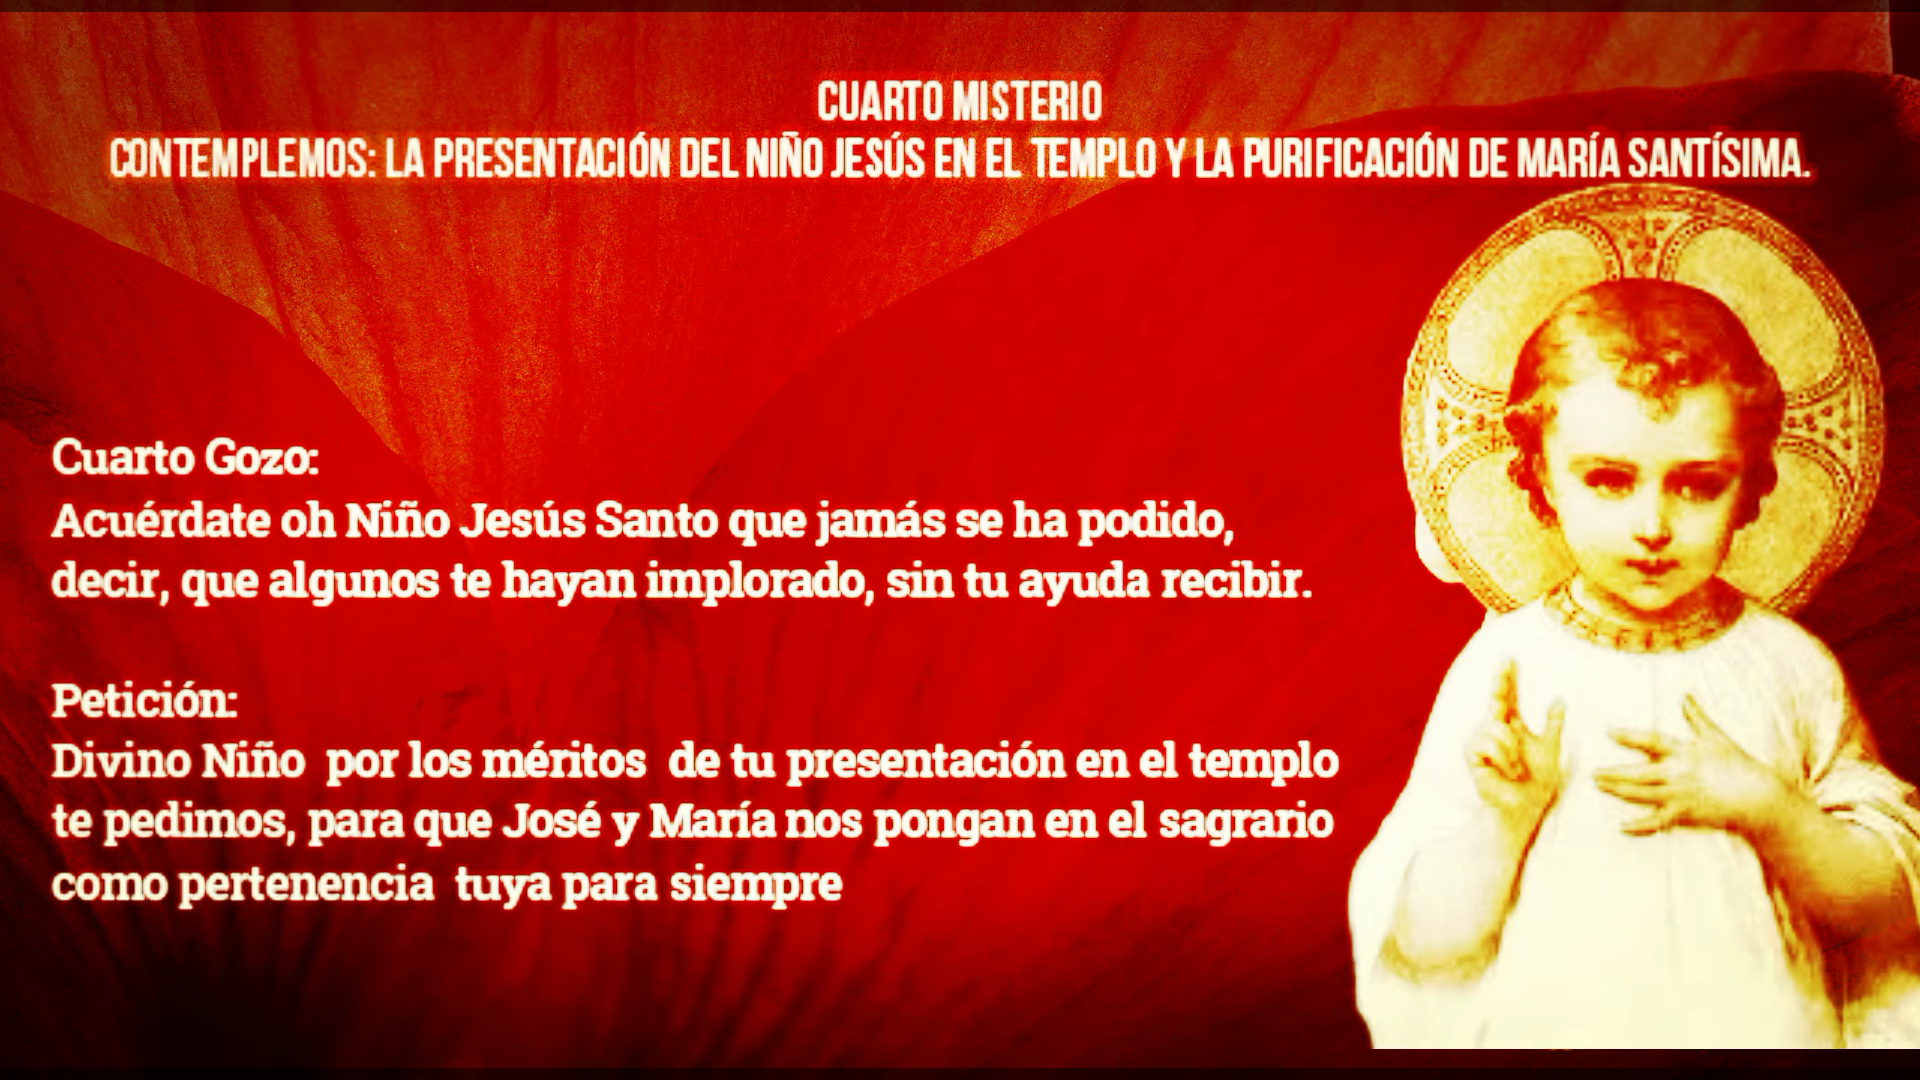 CUARTO MISTERIO
CONTEMPLEMOS: LA PRESENTACIÓN DEL NIÑO JESÚS EN EL TEMPLO Y LA PURIFICACIÓN DE MARÍA SANTÍSIMA.
Cuarto Gozo:
Acuérdate oh Niño Jesús Santo que jamás se ha podido,
decir, que algunos te hayan implorado, sin tu ayuda recibir.
Petición:
Divino Niño  por los méritos  de tu presentación en el templo
te pedimos, para que José y María nos pongan en el sagrario
como pertenencia  tuya para siempre